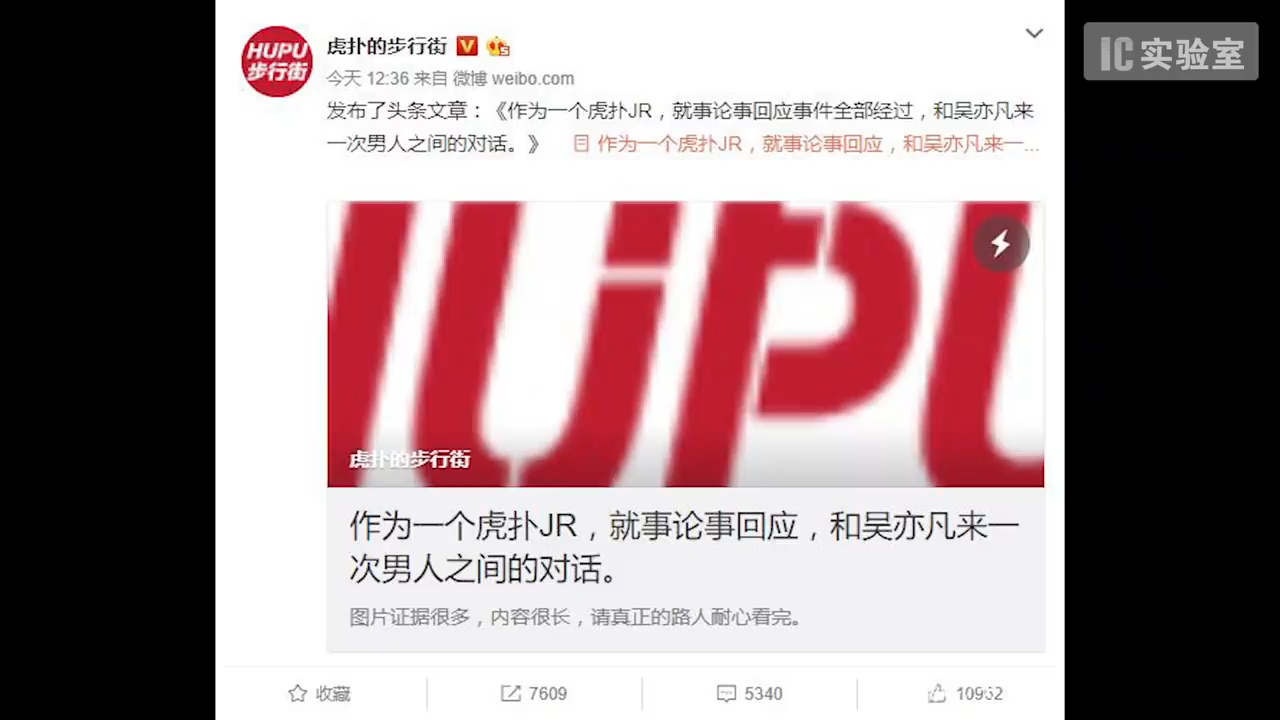 IC实验室
HUPU
步行街
虎扑的步行街
今天 12:36 来自 微博 weibo.com
发布了头条文章：《作为一个虎扑JR，就事论事回应事件全部经过，和吴亦凡来
一次男人之间的对话。》 作为一个虎扑JR，就事论事回应，和吴亦凡来一...
HUPU
虎扑的步行街
作为一个虎扑JR，就事论事回应，和吴亦凡来一
次男人之间的对话。
图片证据很多，内容很长，请真正的路人耐心看完。
收藏 7609 5340